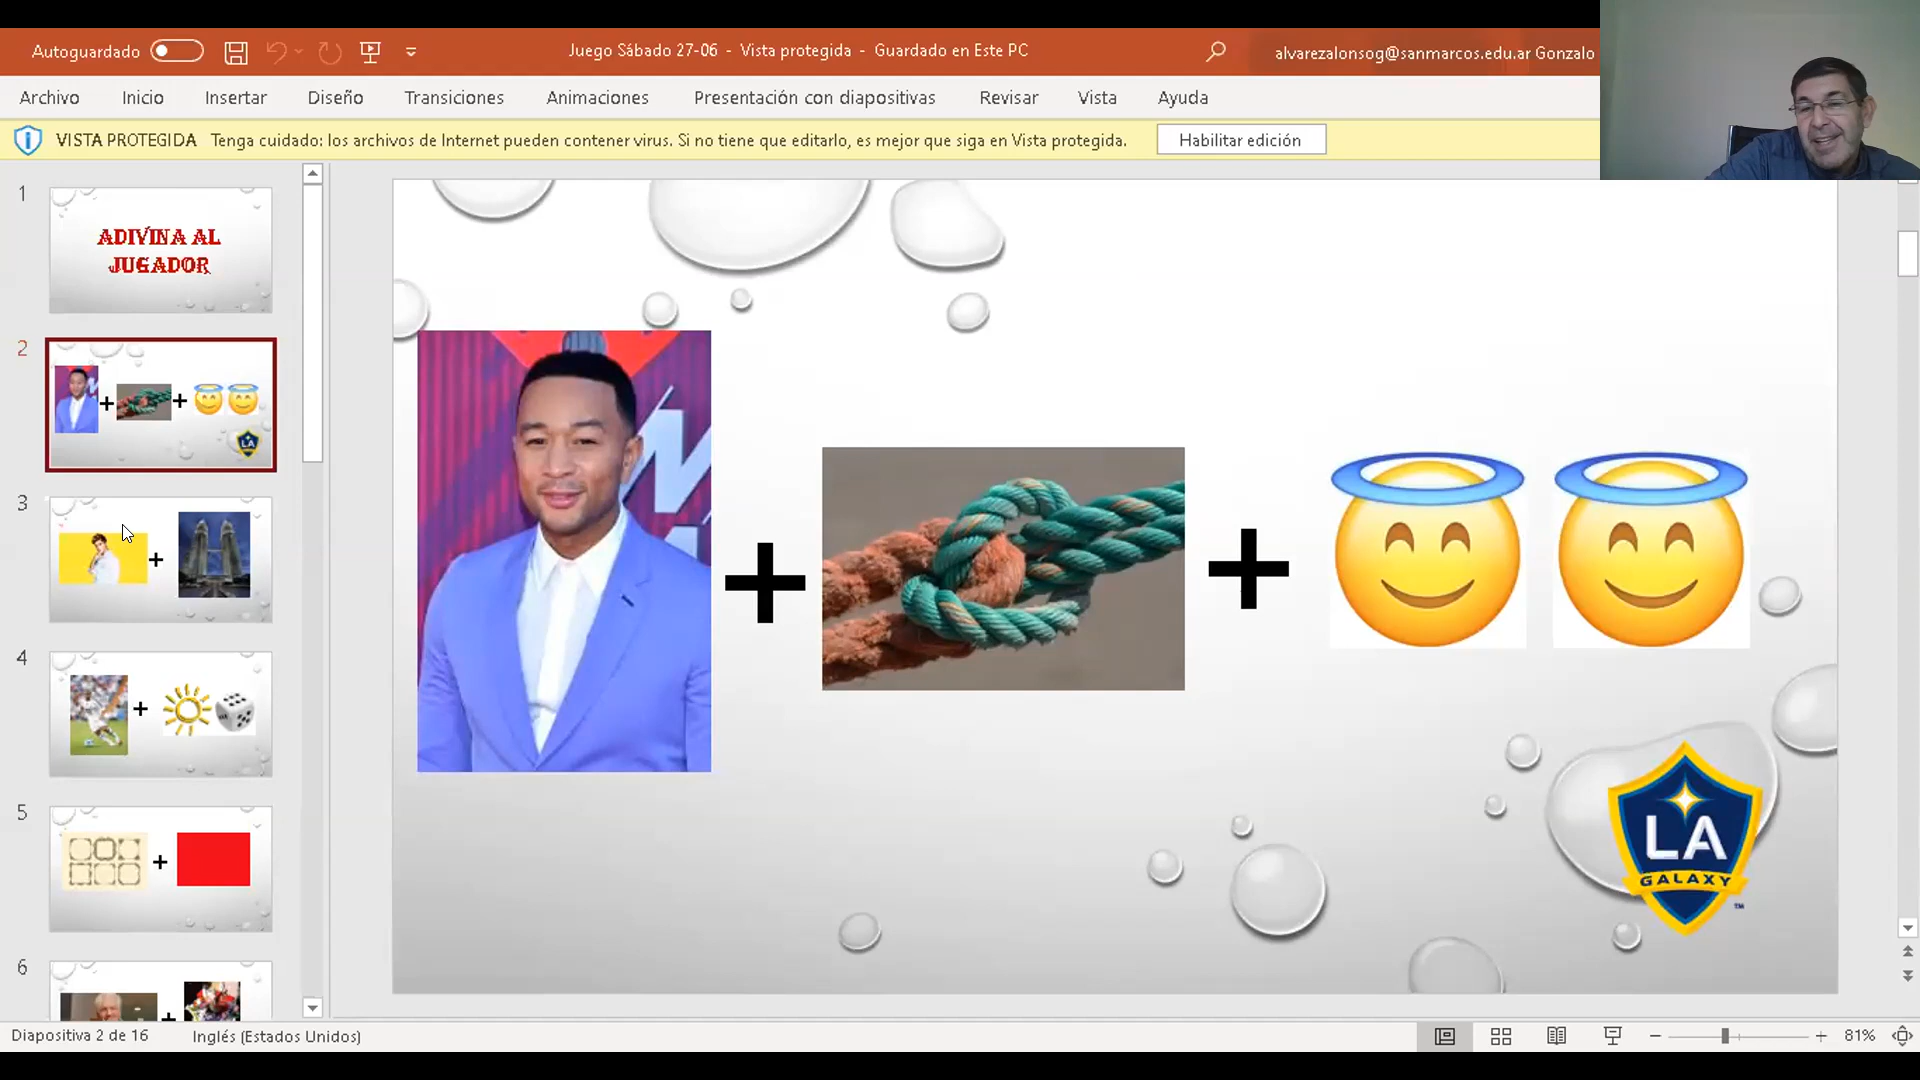 Autoguardado
Juego Sábado 27-06 - Vista protegida - Guardado en Este PC
alvarezalonsog@sanmarcos.edu.ar Gonzalo
Archivo Inicio Insertar Diseño Transiciones Animaciones Presentación con diapositivas Revisar Vista Ayuda
VISTA PROTEGIDA Tenga cuidado: los archivos de Internet pueden contener virus. Si no tiene que editarlo, es mejor que siga en Vista protegida. Habilitar edición
1
ADIVINA AL
JUGADOR
2
+ +
LA
3
+
4
+
5
+
6
+
+ +
LA
GALAXY
™
Diapositiva 2 de 16 Inglés (Estados Unidos) 81%